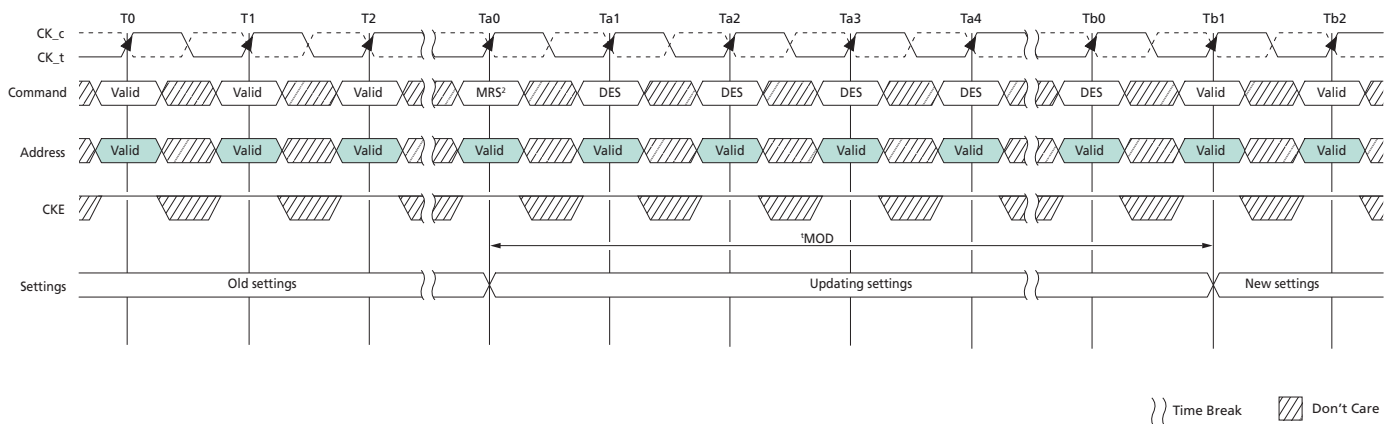 T0 T1 T2 Ta0 Ta1 Ta2 Ta3 Ta4 Tb0 Tb1 Tb2
CK_c
CK_t
Command Valid Valid Valid MRS² DES DES DES DES DES Valid Valid
Address Valid Valid Valid Valid Valid Valid Valid Valid Valid Valid Valid
CKE
ᵗMOD
Settings Old settings Updating settings New settings
Time Break Don’t Care